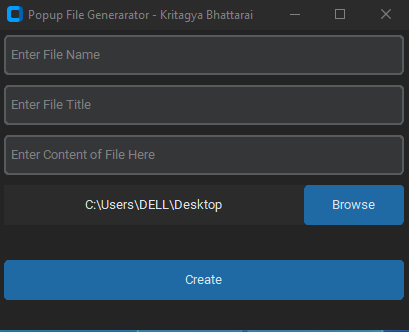 Popup File Generarator - Kritagya Bhattarai
Enter File Name
Enter File Title
Enter Content of File Here
C:\Users\DELL\Desktop
Browse
Create